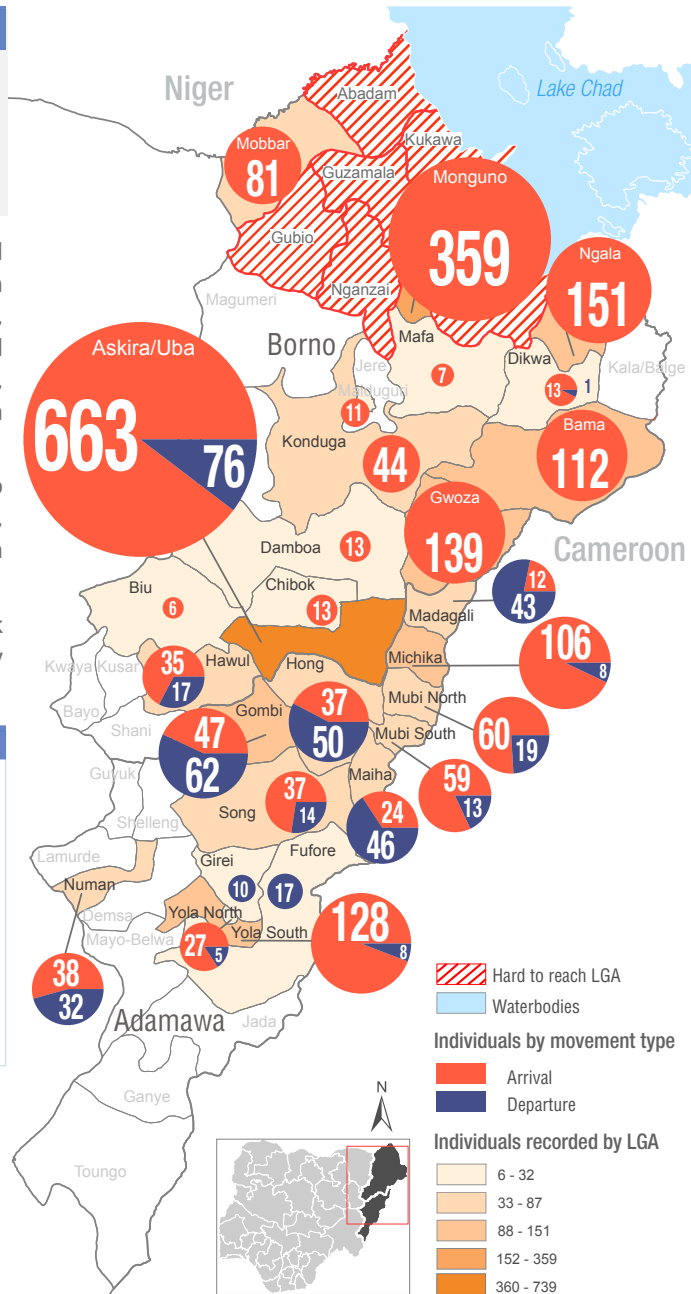 Niger
Lake Chad
Abadam
Kukawa
Mobbar
81
Guzamala
Monguno
359
Gubio
Nganzai
Magumeri
Ngala
151
Askira/Uba
663
76
Borno
Mafa
7
Jere
Maiduguri
11
Dikwa
13
1
Kala/Balge
Konduga
44
Bama
112
Gwoza
139
Cameroon
Damboa
13
Chibok
13
Biu
6
Madagali
12
43
Michika
106
8
Kwaya Kusar
35
17
Hawul
Hong
37
50
Mubi North
60
19
Bayo
Shani
Gombi
47
62
Mubi South
59
13
Maiha
24
46
Guyuk
Shelleng
Song
37
14
Lamurde
Girei
10
Fufore
17
Numan
38
32
Demsa
Yola North
27
5
Yola South
128
8
Mayo-Belwa
Adamawa
Jada
Ganye
Toungo
N
Hard to reach LGA
Waterbodies
Individuals by movement type
Arrival
Departure
Individuals recorded by LGA
6 - 32
33 - 87
88 - 151
152 - 359
360 - 739